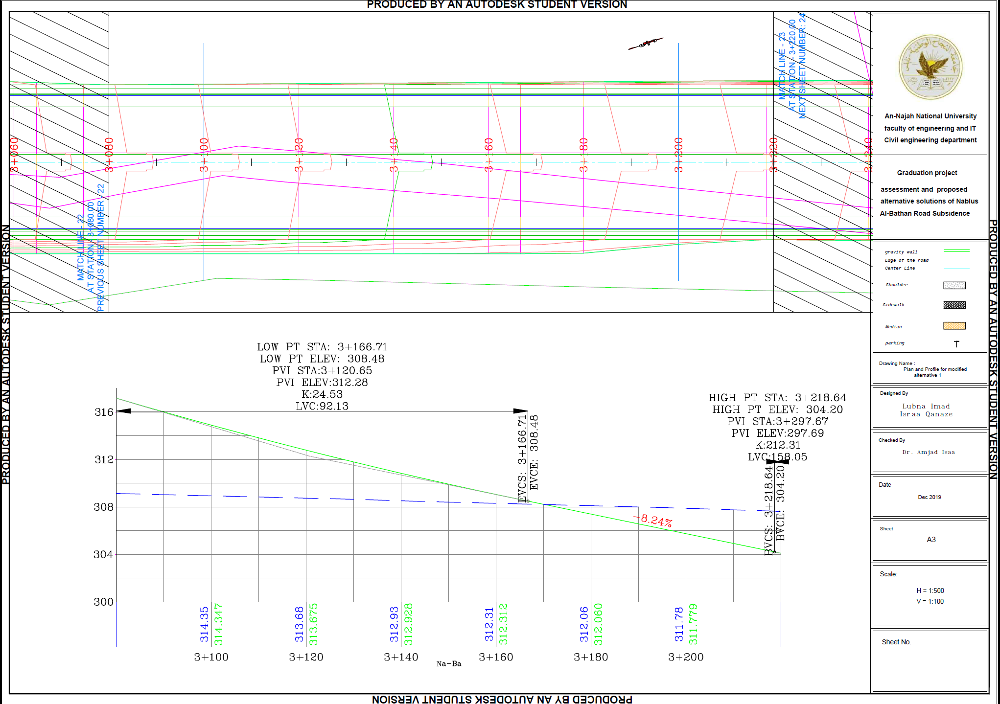 PRODUCED BY AN AUTODESK STUDENT VERSION
PRODUCED BY AN AUTODESK STUDENT VERSION
PRODUCED BY AN AUTODESK STUDENT VERSION
PRODUCED BY AN AUTODESK STUDENT VERSION
MATCH LINE - 22
AT STATION - 3+080.00
PREVIOUS SHEET NUMBER : 22
MATCH LINE - 23
AT STATION - 3+220.00
NEXT SHEET NUMBER: 24
3+060
3+080
3+100
3+120
3+140
3+160
3+180
3+200
3+220
3+240
LOW PT STA: 3+166.71
LOW PT ELEV: 308.48
PVI STA:3+120.65
PVI ELEV:312.28
K:24.53
LVC:92.13
EVCS: 3+166.71
EVCE: 308.48
HIGH PT STA: 3+218.64
HIGH PT ELEV: 304.20
PVI STA:3+297.67
PVI ELEV:297.69
K:212.31
LVC:158.05
BVCS: 3+218.64
BVCE: 304.20
-8.24%
316
312
308
304
300
314.35
314.347
313.68
313.675
312.93
312.928
312.31
312.312
312.06
312.060
311.78
311.779
3+100
3+120
3+140
3+160
3+180
3+200
Na-Ba
An-Najah National University
faculty of engineering and IT
Civil engineering department
Graduation project
assessment and proposed
alternative solutions of Nablus
Al-Bathan Road Subsidence
gravity wall
Edge of the road
Center Line
Shoulder
Sidewalk
Median
parking
Drawing Name :
Plan and Profile for modified
alternative 1
Designed By
Lubna Imad
Israa Qanaze
Checked By
Dr. Amjad Isaa
Date
Dec 2019
Sheet
A3
Scale:
H = 1:500
V = 1:100
Sheet No.